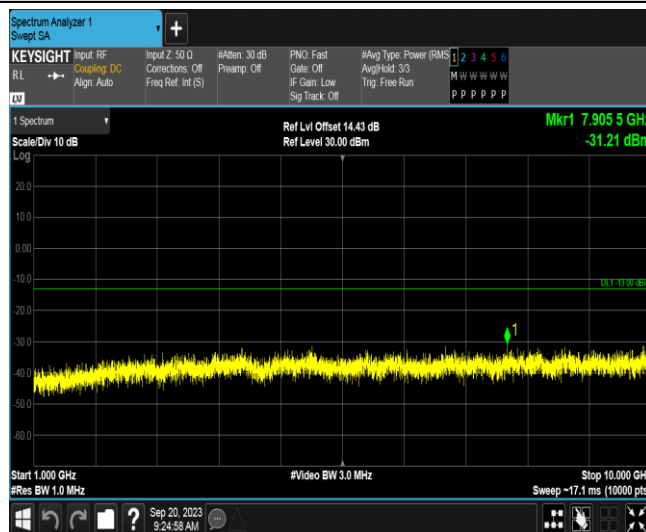 Spectrum Analyzer 1
Swept SA
+
KEYSIGHT
RL
LXI
Input: RF
Coupling: DC
Align: Auto
Input Z: 50 Ω
Corrections: Off
Freq Ref: Int (S)
#Atten: 30 dB
Preamp: Off
PNO: Fast
Gate: Off
IF Gain: Low
Sig Track: Off
#Avg Type: Power (RMS
Avg|Hold: 3/3
Trig: Free Run
1 2 3 4 5 6
M W W W W W
P P P P P P
1 Spectrum
Scale/Div 10 dB
Log
Ref Lvl Offset 14.43 dB
Ref Level 30.00 dBm
Mkr1 7.905 5 GHz
-31.21 dBm
20.0
10.0
0.00
-10.0
DL1 -13.00 dBm
-20.0
-30.0
1
-40.0
-50.0
-60.0
Start 1.000 GHz
#Res BW 1.0 MHz
#Video BW 3.0 MHz
Stop 10.000 GHz
Sweep ~17.1 ms (10000 pts
?
Sep 20, 2023
9:24:58 AM